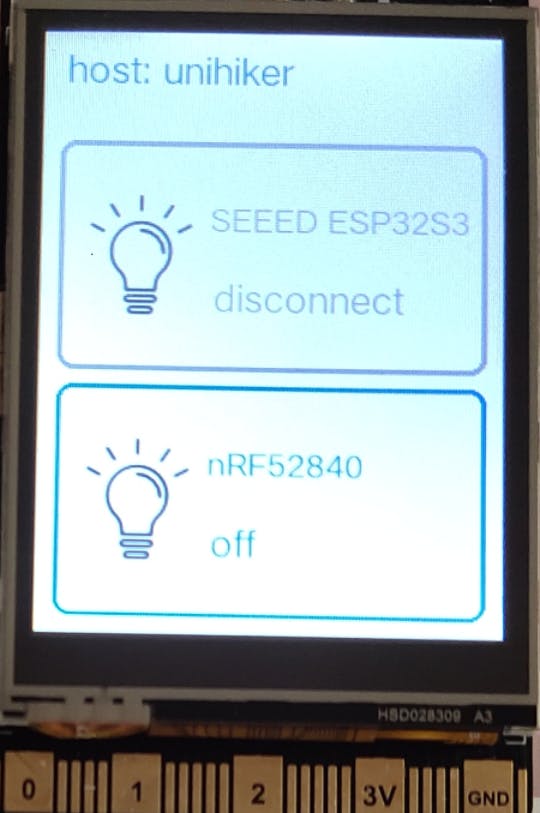 host: unihiker
SEEED ESP32S3
disconnect
nRF52840
off
HSD028309 A3
0 1 2 3V GND